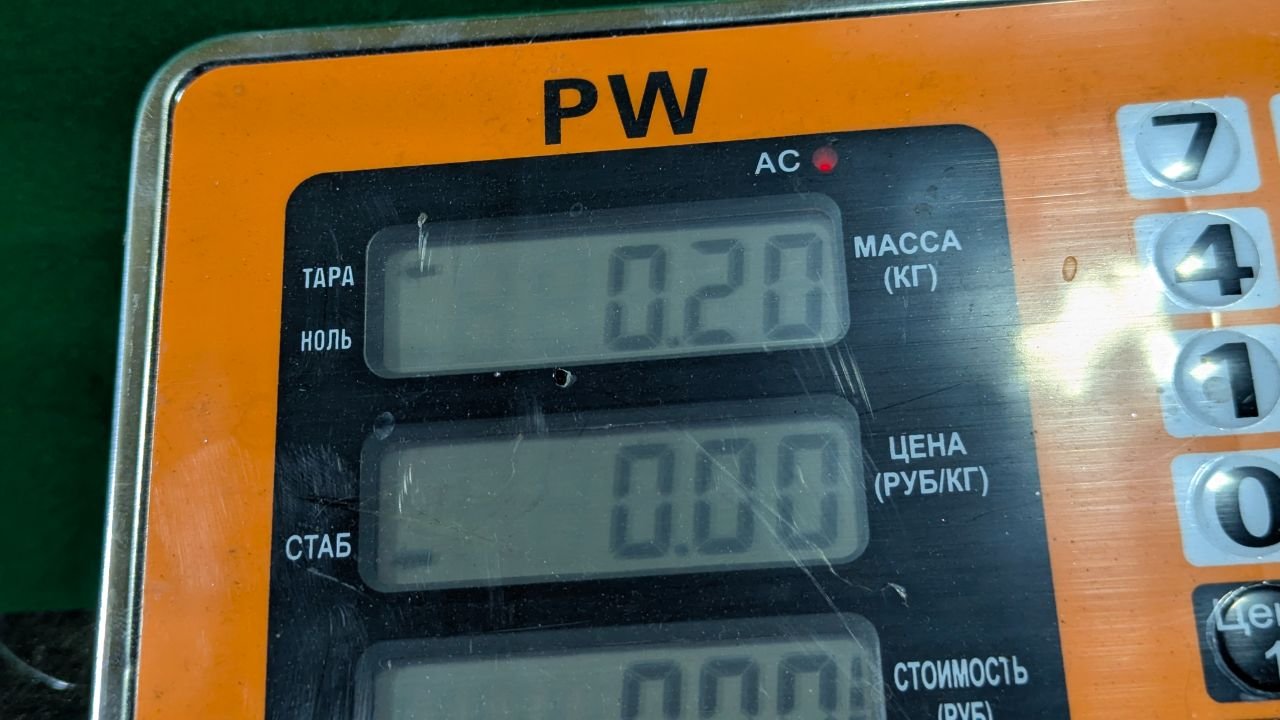 PW
AC
ТАРА
НОЛЬ
0.20
МАССА
(КГ)
СТАБ
0.00
ЦЕНА
(РУБ/КГ)
СТОИМОСТЬ
(РУБ)
7
4
1
0